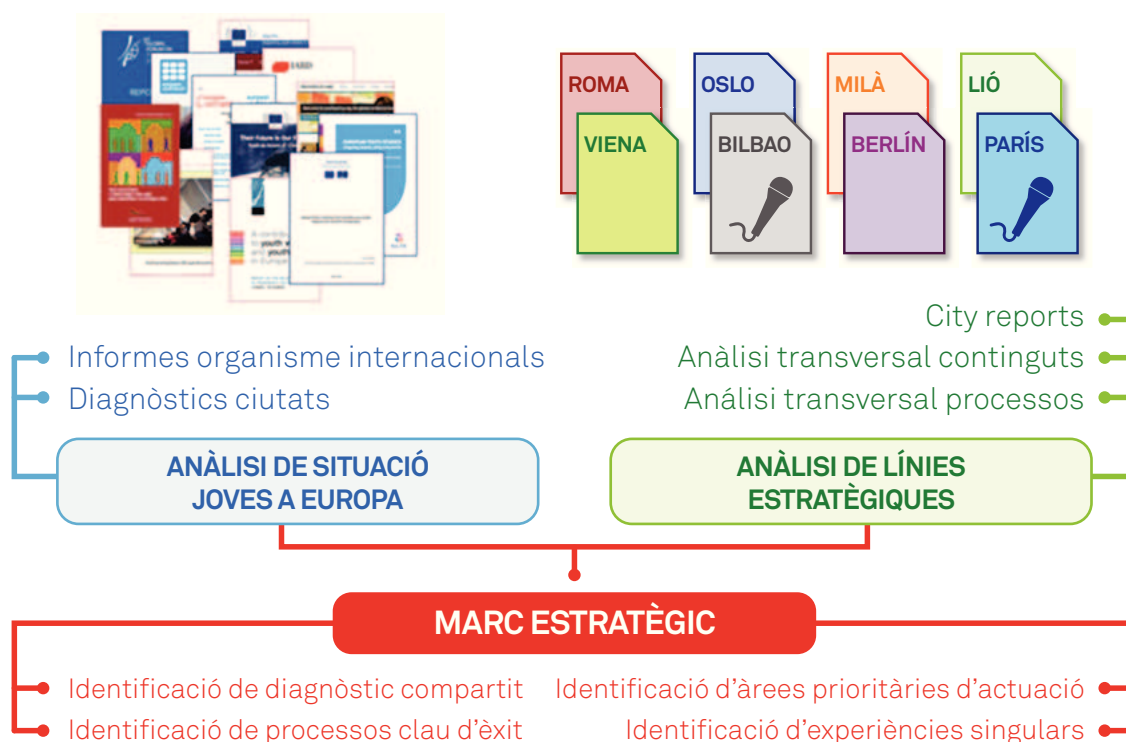 ROMA
OSLO
MILÀ
LIÓ
VIENA
BILBAO
BERLÍN
PARÍS
Informes organisme internacionals
Diagnòstics ciutats
City reports
Anàlisi transversal continguts
Análisi transversal processos
ANÀLISI DE SITUACIÓ
JOVES A EUROPA
ANÀLISI DE LÍNIES
ESTRATÈGIQUES
MARC ESTRATÈGIC
Identificació de diagnòstic compartit
Identificació de processos clau d'èxit
Identificació d'àrees prioritàries d'actuació
Identificació d'experiències singulars